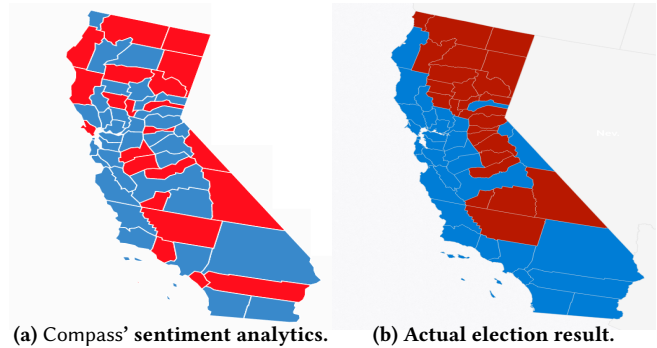 (a) Compass' sentiment analytics.
(b) Actual election result.